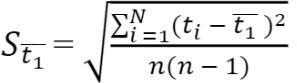 $S_{\overline{t_1}} = \sqrt{\frac{\sum_{i=1}^{N}(t_i - \overline{t_1})^2}{n(n-1)}}$